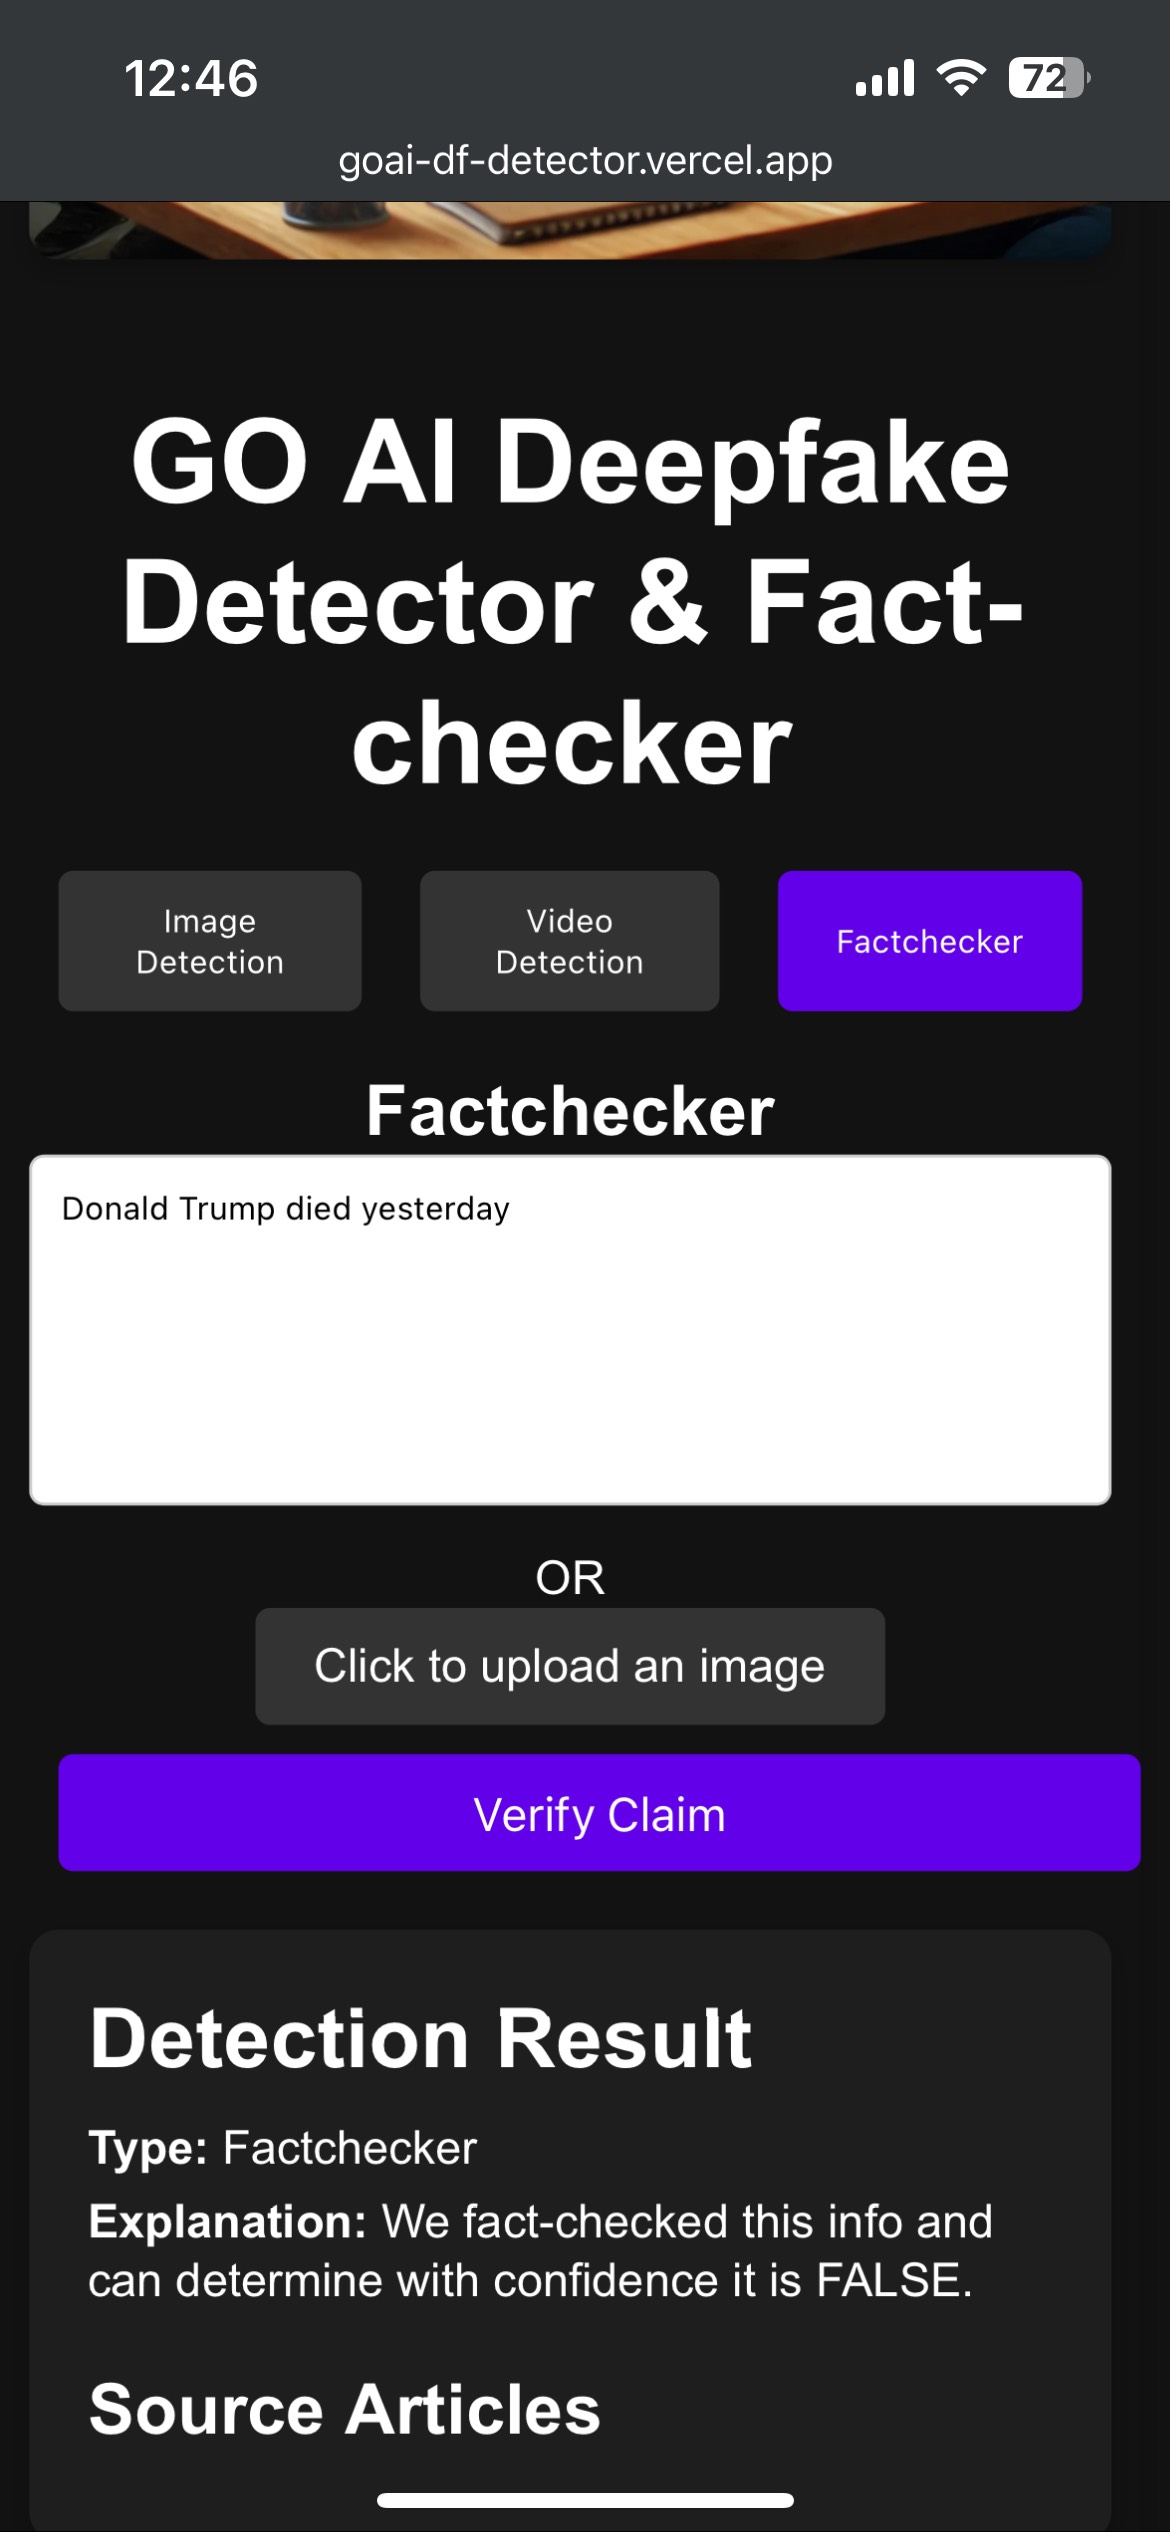 12:46
72
goai-df-detector.vercel.app
GO AI Deepfake
Detector & Fact-
checker
Image
Detection
Video
Detection
Factchecker
Factchecker
Donald Trump died yesterday
OR
Click to upload an image
Verify Claim
Detection Result
Type: Factchecker
Explanation: We fact-checked this info and
can determine with confidence it is FALSE.
Source Articles